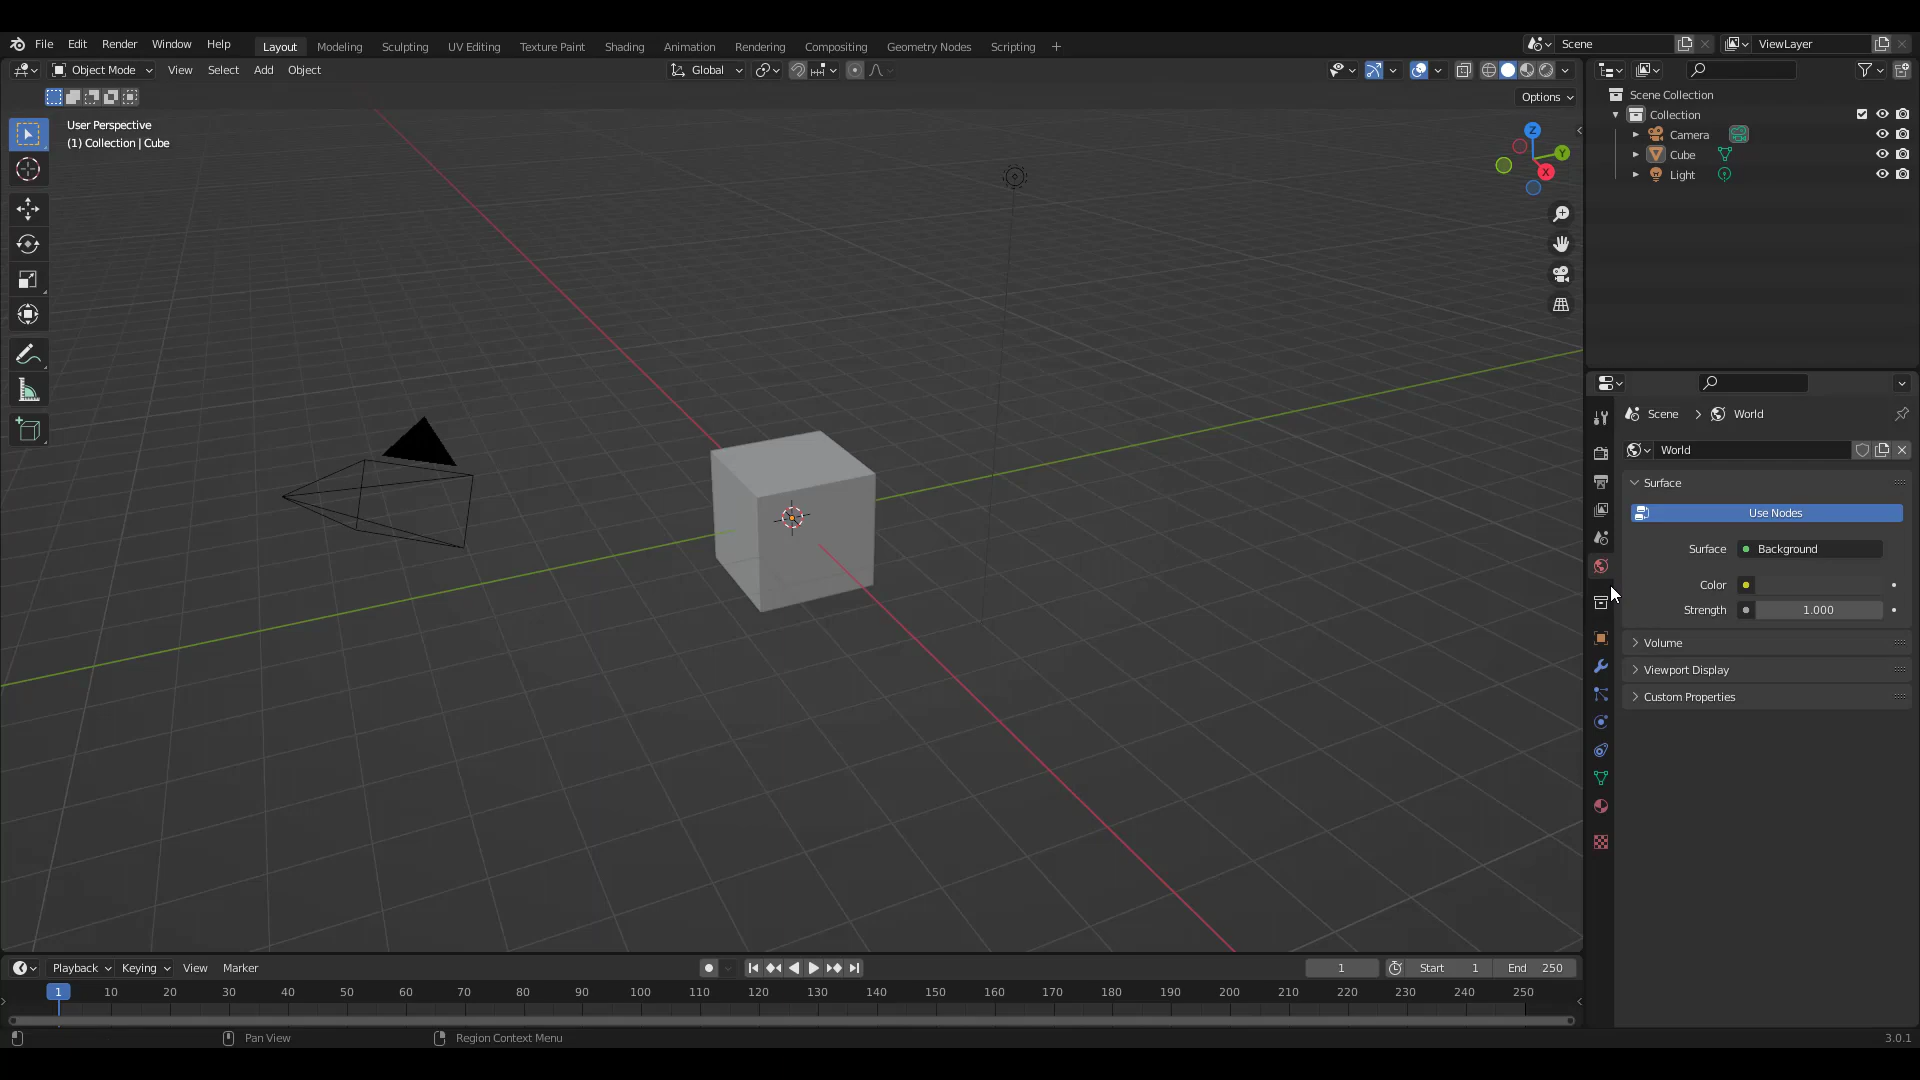 File Edit Render Window Help Layout Modeling Sculpting UV Editing Texture Paint Shading Animation Rendering Compositing Geometry Nodes Scripting + Scene ViewLayer
Object Mode View Select Add Object Global
Options
User Perspective
(1) Collection | Cube
Z
Y
X
Scene Collection
Collection
Camera
Cube
Light
Scene > World
World
Surface
Use Nodes
Surface Background
Color
Strength 1.000
Volume
Viewport Display
Custom Properties
Playback Keying View Marker 1 Start 1 End 250
1 10 20 30 40 50 60 70 80 90 100 110 120 130 140 150 160 170 180 190 200 210 220 230 240 250
Pan View Region Context Menu 3.0.1